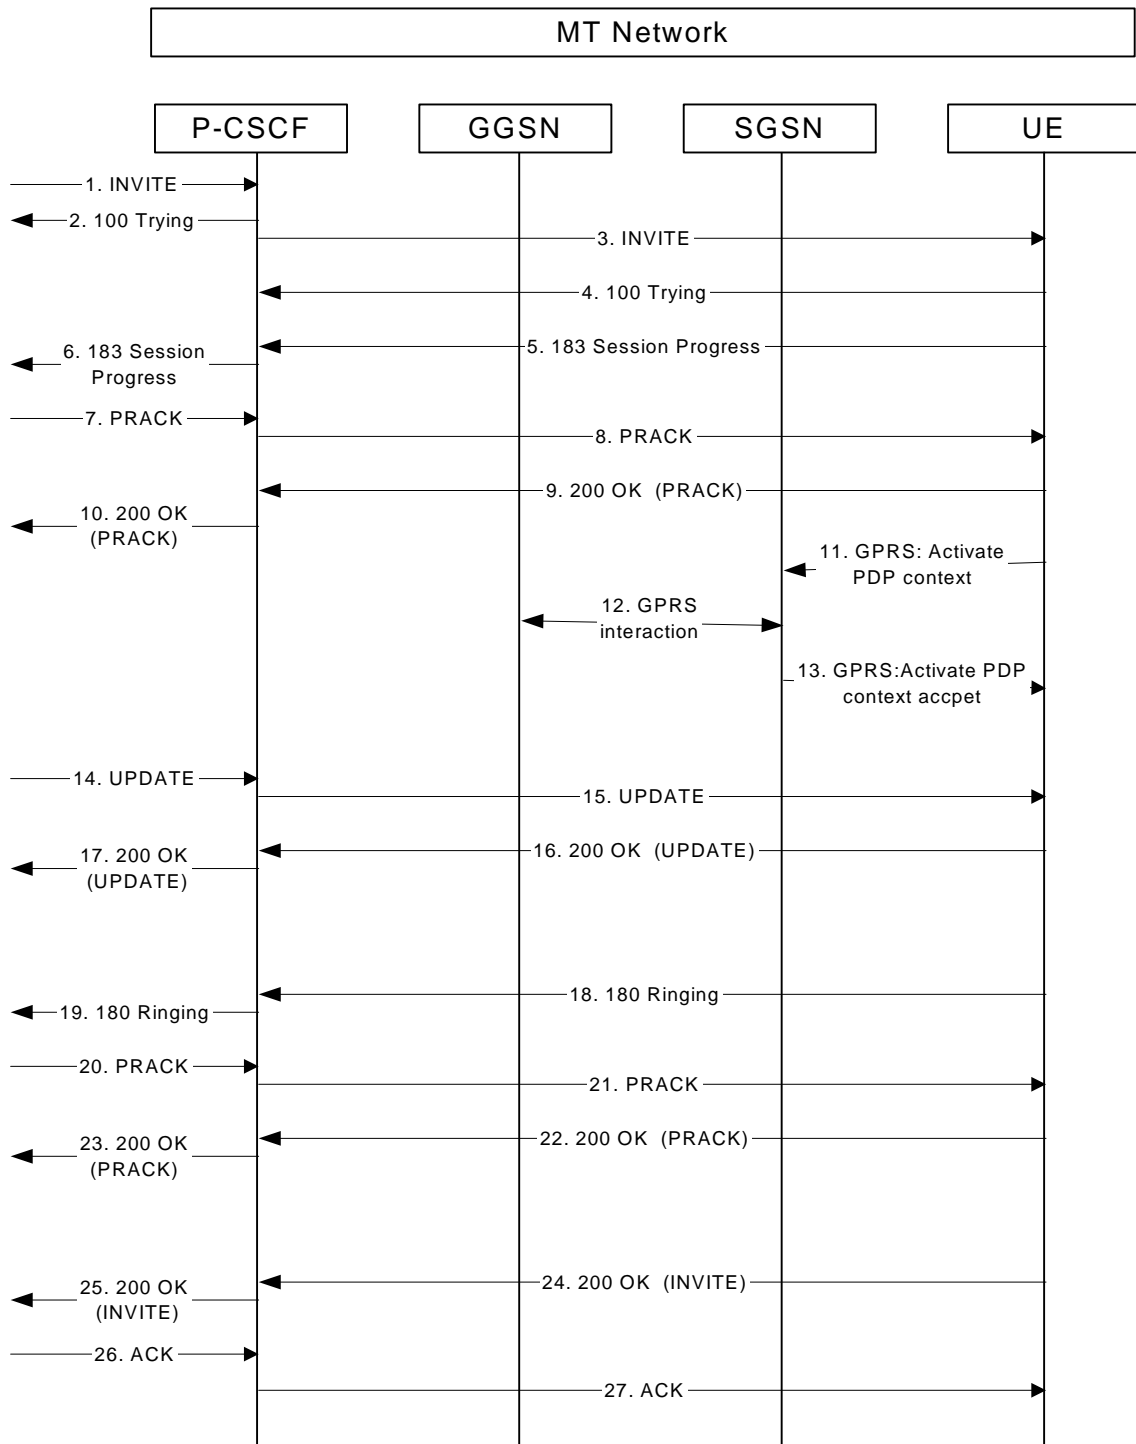 MT Network
P-CSCF
GGSN
SGSN
UE
1. INVITE
2. 100 Trying
3. INVITE
4. 100 Trying
5. 183 Session Progress
6. 183 Session
Progress
7. PRACK
8. PRACK
9. 200 OK (PRACK)
10. 200 OK
(PRACK)
11. GPRS: Activate
PDP context
12. GPRS
interaction
13. GPRS:Activate PDP
context accpet
14. UPDATE
15. UPDATE
16. 200 OK (UPDATE)
17. 200 OK
(UPDATE)
18. 180 Ringing
19. 180 Ringing
20. PRACK
21. PRACK
22. 200 OK (PRACK)
23. 200 OK
(PRACK)
24. 200 OK (INVITE)
25. 200 OK
(INVITE)
26. ACK
27. ACK